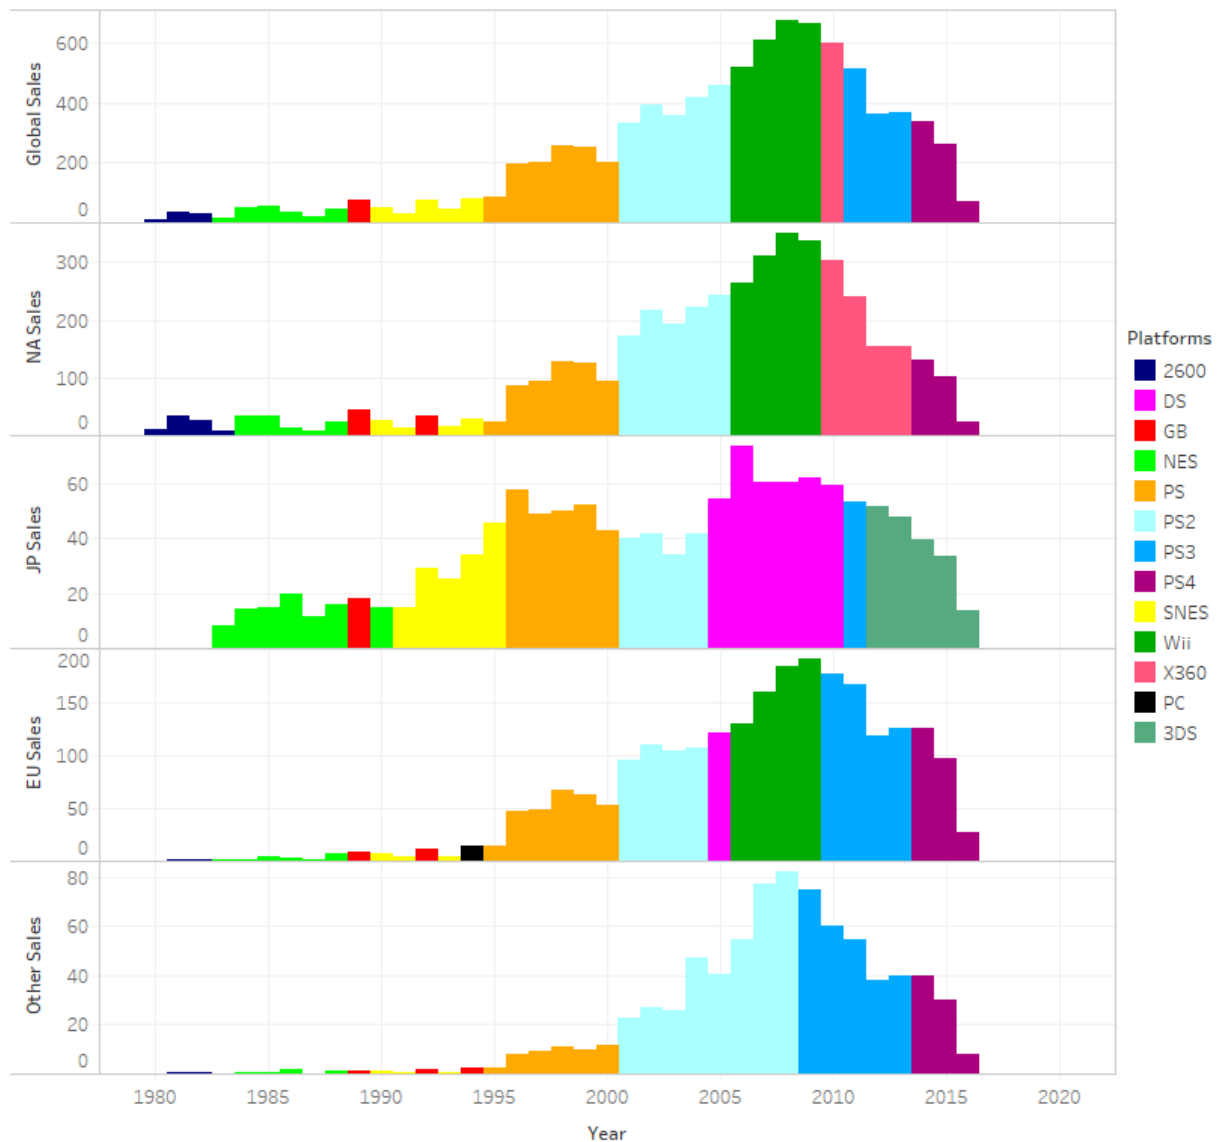 Global Sales
600
400
200
0
NA Sales
300
200
100
0
JP Sales
60
40
20
0
EU Sales
200
150
100
50
0
Other Sales
80
60
40
20
0
1980 1985 1990 1995 2000 2005 2010 2015 2020
Year
Platforms
2600
DS
GB
NES
PS
PS2
PS3
PS4
SNES
Wii
X360
PC
3DS